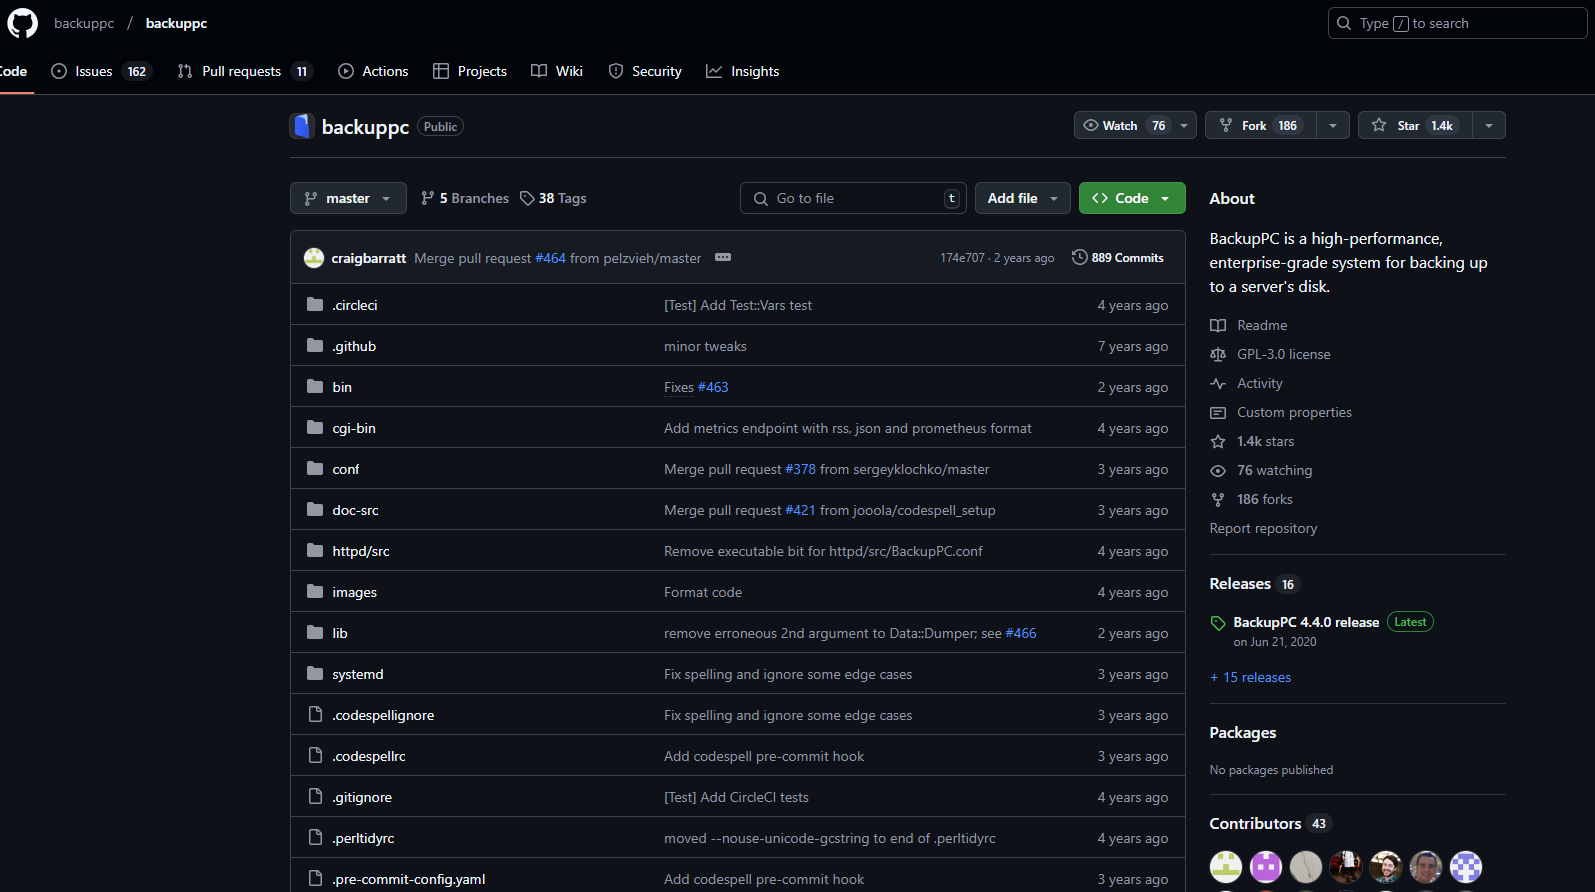 backuppc / backuppc
Type / to search
Code
Issues 162
Pull requests 11
Actions
Projects
Wiki
Security
Insights
backuppc Public
Watch 76
Fork 186
Star 1.4k
master
5 Branches
38 Tags
Go to file t
Add file
<> Code
craigbarratt Merge pull request #464 from pelzvieh/master
174e707 · 2 years ago
889 Commits
.circleci [Test] Add Test::Vars test 4 years ago
.github minor tweaks 7 years ago
bin Fixes #463 2 years ago
cgi-bin Add metrics endpoint with rss, json and prometheus format 4 years ago
conf Merge pull request #378 from sergeyklochko/master 3 years ago
doc-src Merge pull request #421 from jooola/codespell_setup 3 years ago
httpd/src Remove executable bit for httpd/src/BackupPC.conf 4 years ago
images Format code 4 years ago
lib remove erroneous 2nd argument to Data::Dumper; see #466 2 years ago
systemd Fix spelling and ignore some edge cases 3 years ago
.codespellignore Fix spelling and ignore some edge cases 3 years ago
.codespellrc Add codespell pre-commit hook 3 years ago
.gitignore [Test] Add CircleCI tests 4 years ago
.perltidyrc moved --nouse-unicode-gcstring to end of .perltidyrc 4 years ago
.pre-commit-config.yaml Add codespell pre-commit hook 3 years ago
About
BackupPC is a high-performance,
enterprise-grade system for backing up
to a server's disk.
Readme
GPL-3.0 license
Activity
Custom properties
1.4k stars
76 watching
186 forks
Report repository
Releases 16
BackupPC 4.4.0 release Latest
on Jun 21, 2020
+ 15 releases
Packages
No packages published
Contributors 43